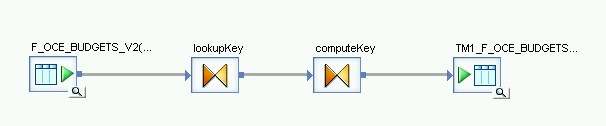 F_OCE_BUDGETS_V2(...
lookupKey
computeKey
TM1_F_OCE_BUDGETS...